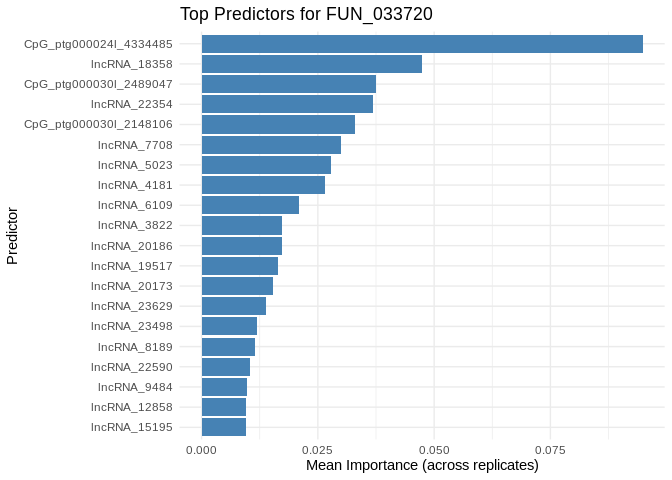 Top Predictors for FUN_033720
CpG_ptg000024l_4334485
lncRNA_18358
CpG_ptg000030l_2489047
lncRNA_22354
CpG_ptg000030l_2148106
lncRNA_7708
lncRNA_5023
lncRNA_4181
lncRNA_6109
lncRNA_3822
lncRNA_20186
lncRNA_19517
lncRNA_20173
lncRNA_23629
lncRNA_23498
lncRNA_8189
lncRNA_22590
lncRNA_9484
lncRNA_12858
lncRNA_15195
Predictor
0.000 0.025 0.050 0.075
Mean Importance (across replicates)